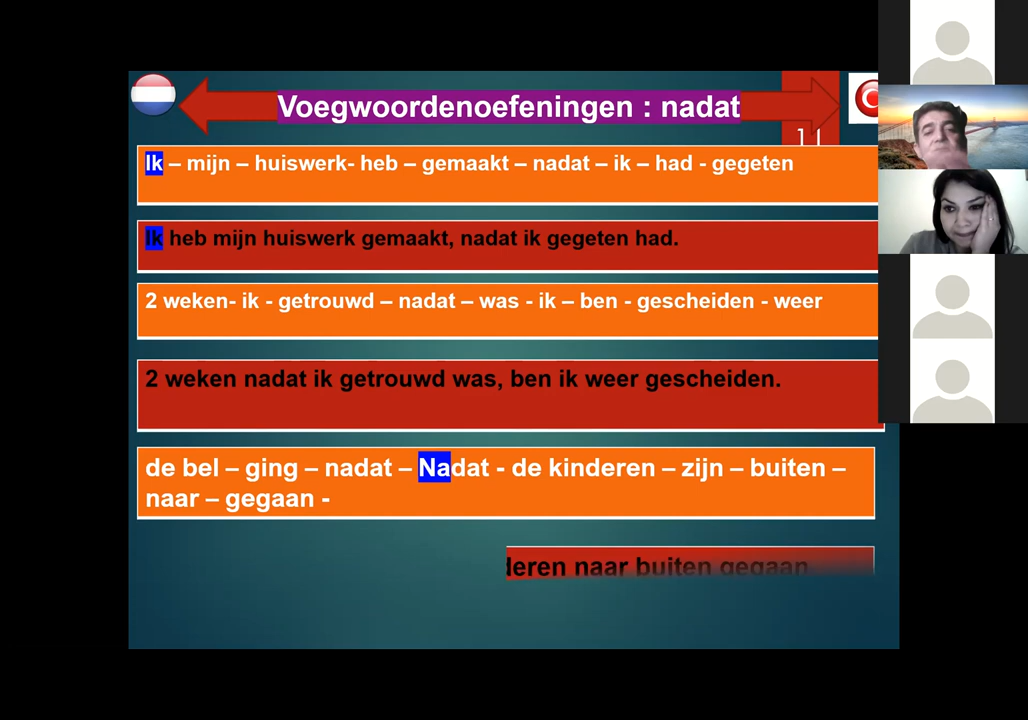 Voegwoordenoefeningen : nadat
11
Ik – mijn – huiswerk- heb – gemaakt – nadat – ik – had - gegeten
Ik heb mijn huiswerk gemaakt, nadat ik gegeten had.
2 weken- ik - getrouwd – nadat – was - ik – ben - gescheiden - weer
2 weken nadat ik getrouwd was, ben ik weer gescheiden.
de bel – ging – nadat – Nadat - de kinderen – zijn – buiten –
naar – gegaan -
deren naar buiten gegaan